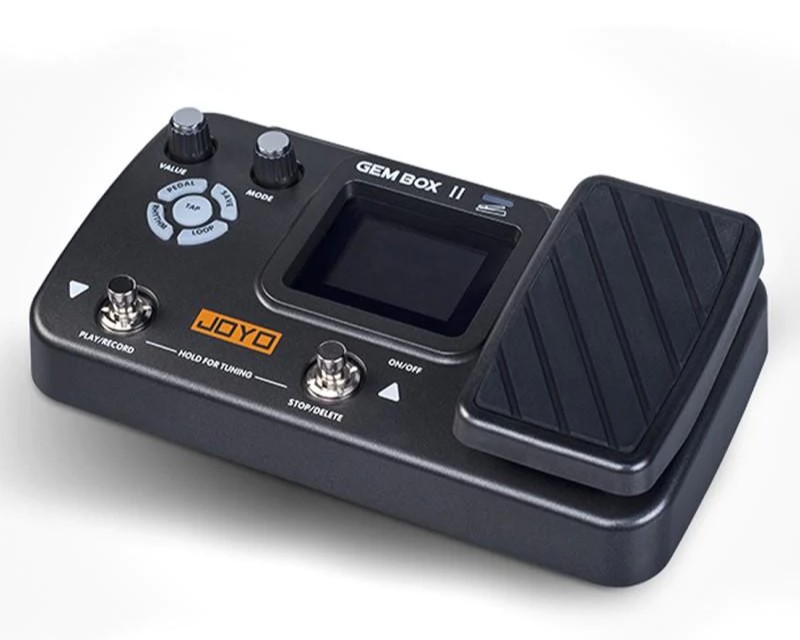 GEM BOX II
VALUE
MODE
PEDAL
SAVE
TAP
RHYTHM
LOOP
JOYO
PLAY/RECORD
HOLD FOR TUNING
ON/OFF
STOP/DELETE